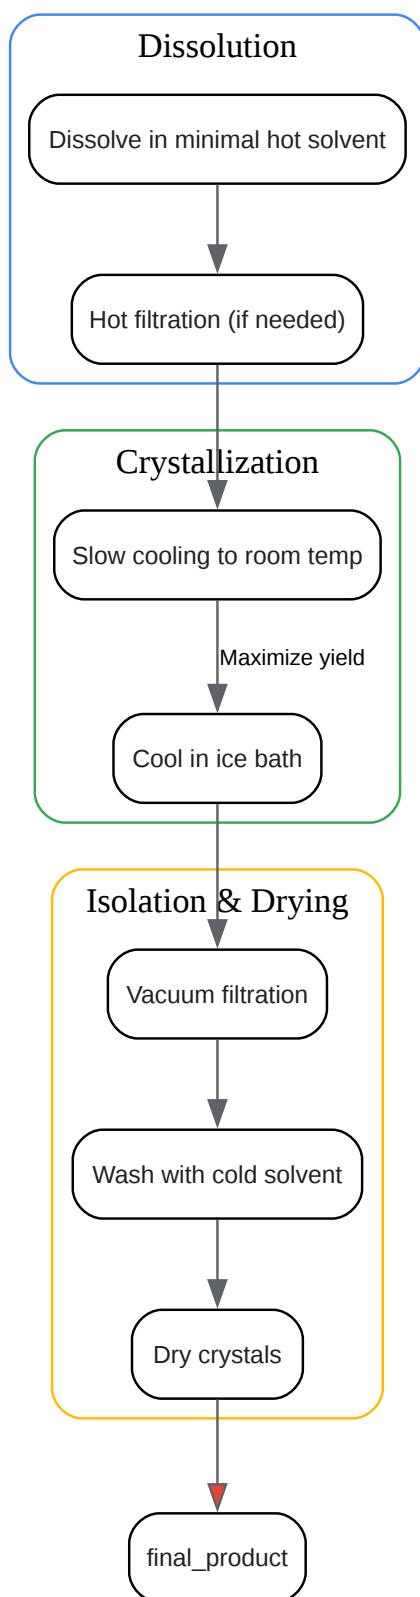 Dissolution
Dissolve in minimal hot solvent
Hot filtration (if needed)
Crystallization
Slow cooling to room temp
Maximize yield
Cool in ice bath
Isolation & Drying
Vacuum filtration
Wash with cold solvent
Dry crystals
final_product